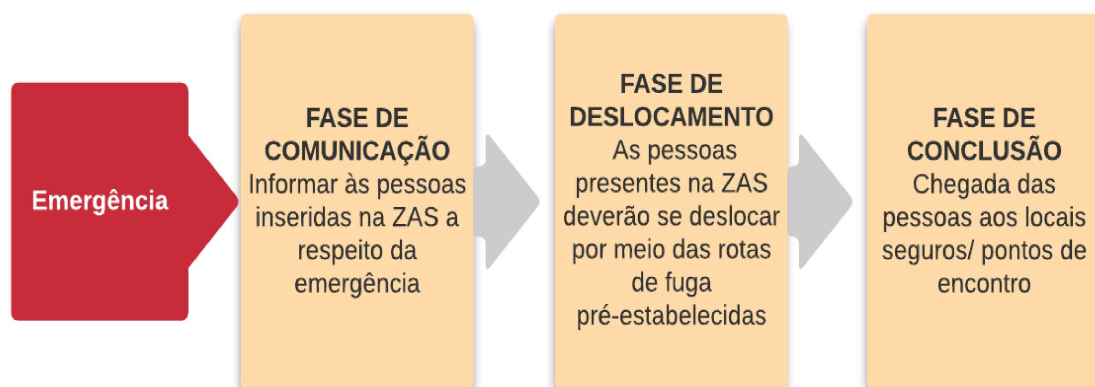 Emergência
FASE DE
COMUNICAÇÃO
Informar às pessoas
inseridas na ZAS a
respeito da
emergência
FASE DE
DESLOCAMENTO
As pessoas
presentes na ZAS
deverão se deslocar
por meio das rotas
de fuga
pré-estabelecidas
FASE DE
CONCLUSÃO
Chegada das
pessoas aos locais
seguros/ pontos de
encontro